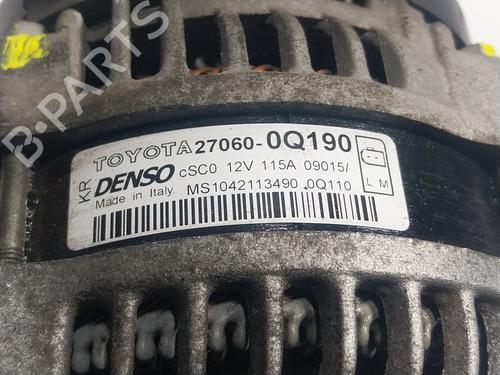 B-PARTS
TOYOTA 27060-0Q190
KR
DENSO cSC0 12V 115A 09015/
Made in Italy MS1042113490 0Q110
L M